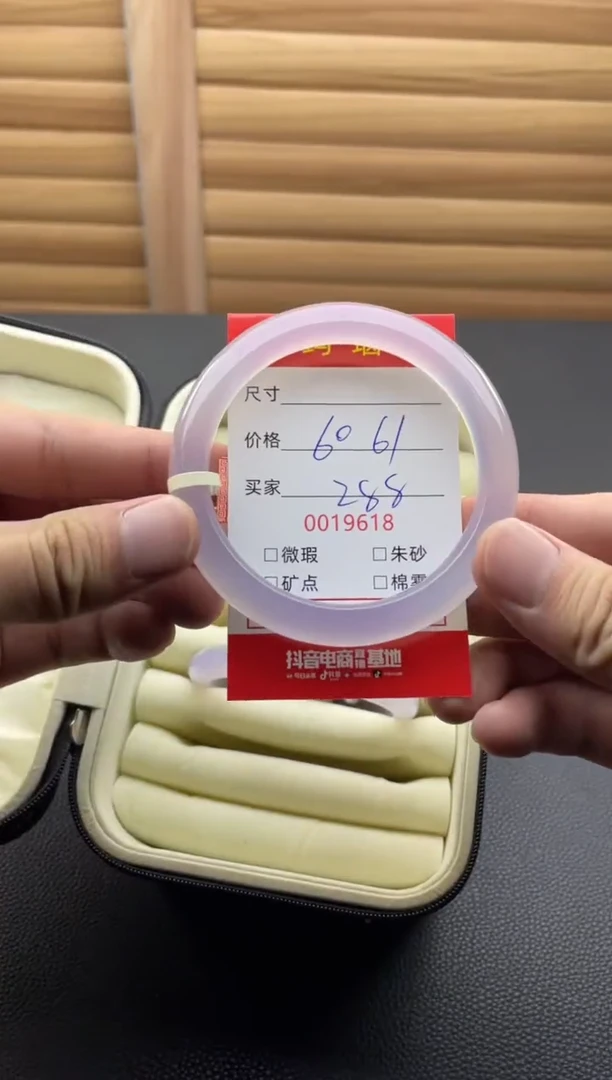 尺寸
价格 60 61
买家 288
0019618
□微瑕 □朱砂
□矿点 □棉雾
抖音电商 基地